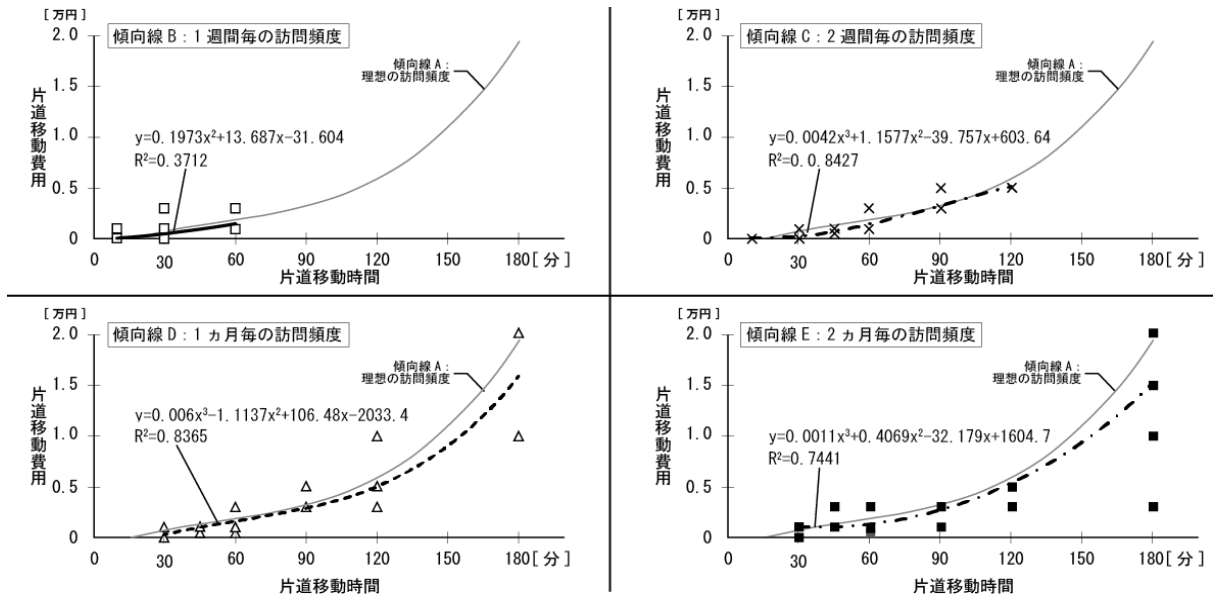 [万円]
2.0
1.5
1.0
0.5
0
片道移動費用
傾向線 B：1 週間毎の訪問頻度
傾向線 A：
理想の訪問頻度
y=0.1973x²+13.687x-31.604
R²=0.3712
0 30 60 90 120 150 180[分]
片道移動時間
[万円]
2.0
1.5
1.0
0.5
0
片道移動費用
傾向線 C：2 週間毎の訪問頻度
傾向線 A：
理想の訪問頻度
y=0.0042x³+1.1577x²-39.757x+603.64
R²=0.0.8427
0 30 60 90 120 150 180[分]
片道移動時間
[万円]
2.0
1.5
1.0
0.5
0
片道移動費用
傾向線 D：1 ヵ月毎の訪問頻度
傾向線 A：
理想の訪問頻度
y=0.006x³-1.1137x²+106.48x-2033.4
R²=0.8365
0 30 60 90 120 150 180[分]
片道移動時間
[万円]
2.0
1.5
1.0
0.5
0
片道移動費用
傾向線 E：2 ヵ月毎の訪問頻度
傾向線 A：
理想の訪問頻度
y=0.0011x³+0.4069x²-32.179x+1604.7
R²=0.7441
0 30 60 90 120 150 180[分]
片道移動時間